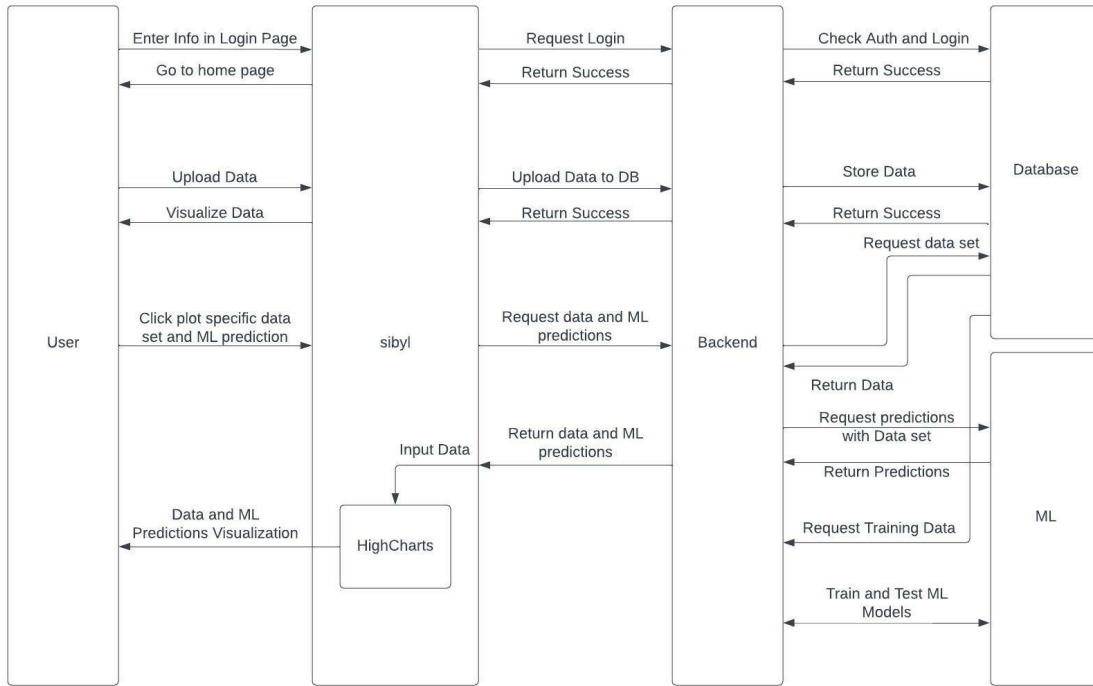 Enter Info in Login Page
Request Login
Check Auth and Login
Go to home page
Return Success
Return Success
Upload Data
Upload Data to DB
Store Data
Database
Visualize Data
Return Success
Return Success
Request data set
Click plot specific data
set and ML prediction
Request data and ML
predictions
User
sibyl
Backend
Return Data
Request predictions
with Data set
Return data and ML
predictions
Input Data
Return Predictions
Data and ML
Predictions Visualization
HighCharts
Request Training Data
ML
Train and Test ML
Models